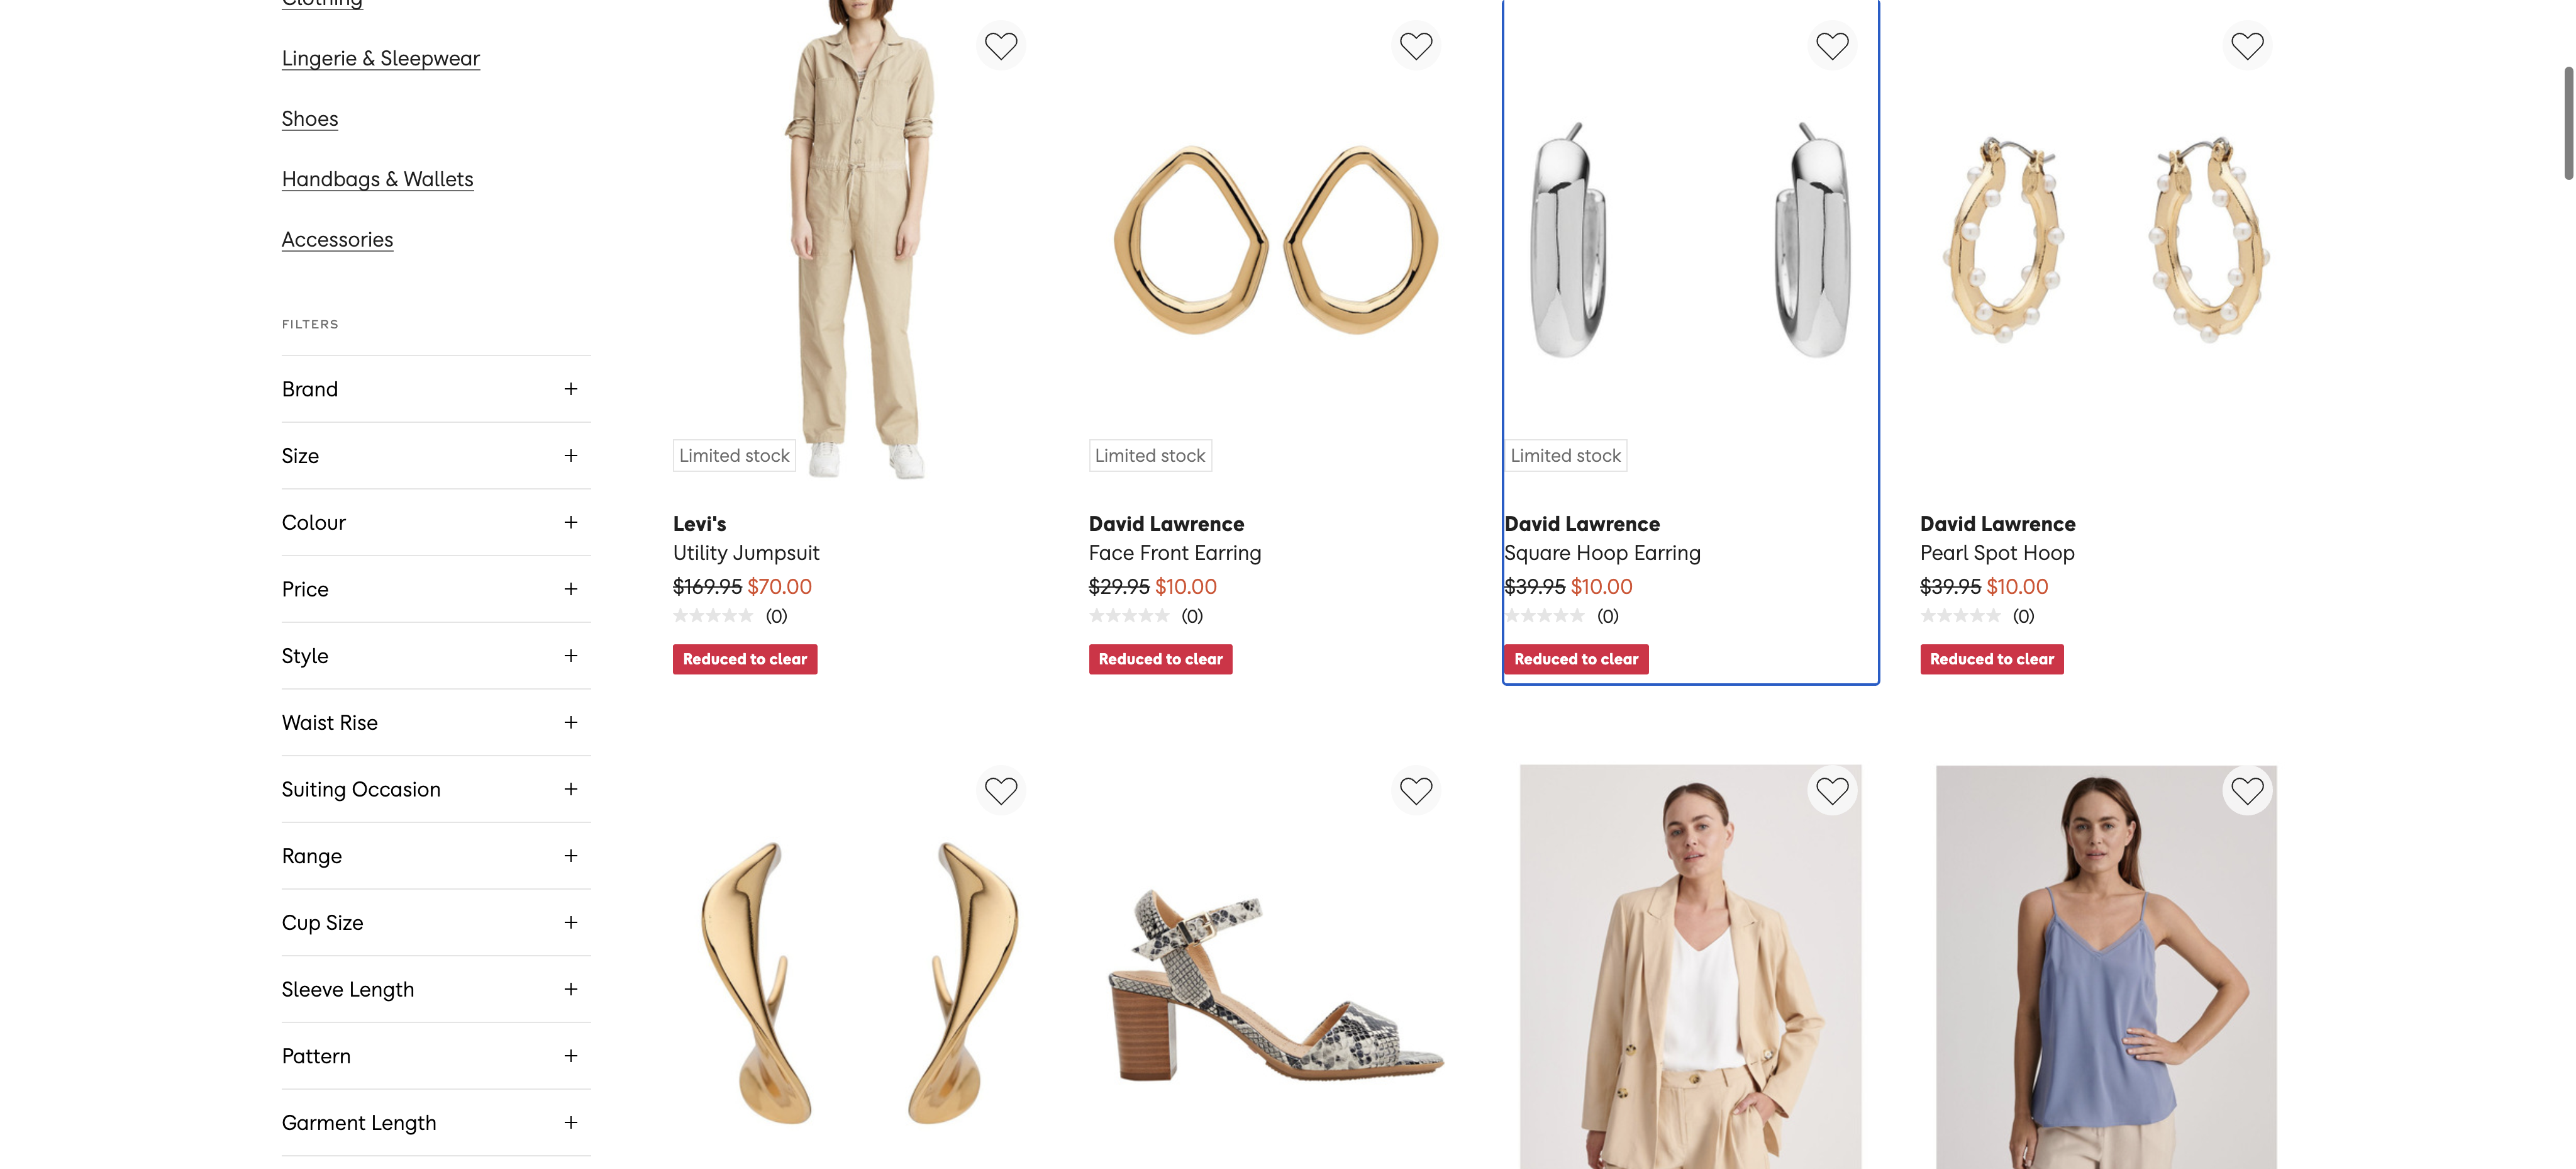 Clothing
Lingerie & Sleepwear
Shoes
Handbags & Wallets
Accessories
FILTERS
Brand
Size
Colour
Price
Style
Waist Rise
Suiting Occasion
Range
Cup Size
Sleeve Length
Pattern
Garment Length
Limited stock
Levi's
Utility Jumpsuit
$169.95 $70.00
(0)
Reduced to clear
Limited stock
David Lawrence
Face Front Earring
$29.95 $10.00
(0)
Reduced to clear
Limited stock
David Lawrence
Square Hoop Earring
$39.95 $10.00
(0)
Reduced to clear
David Lawrence
Pearl Spot Hoop
$39.95 $10.00
(0)
Reduced to clear